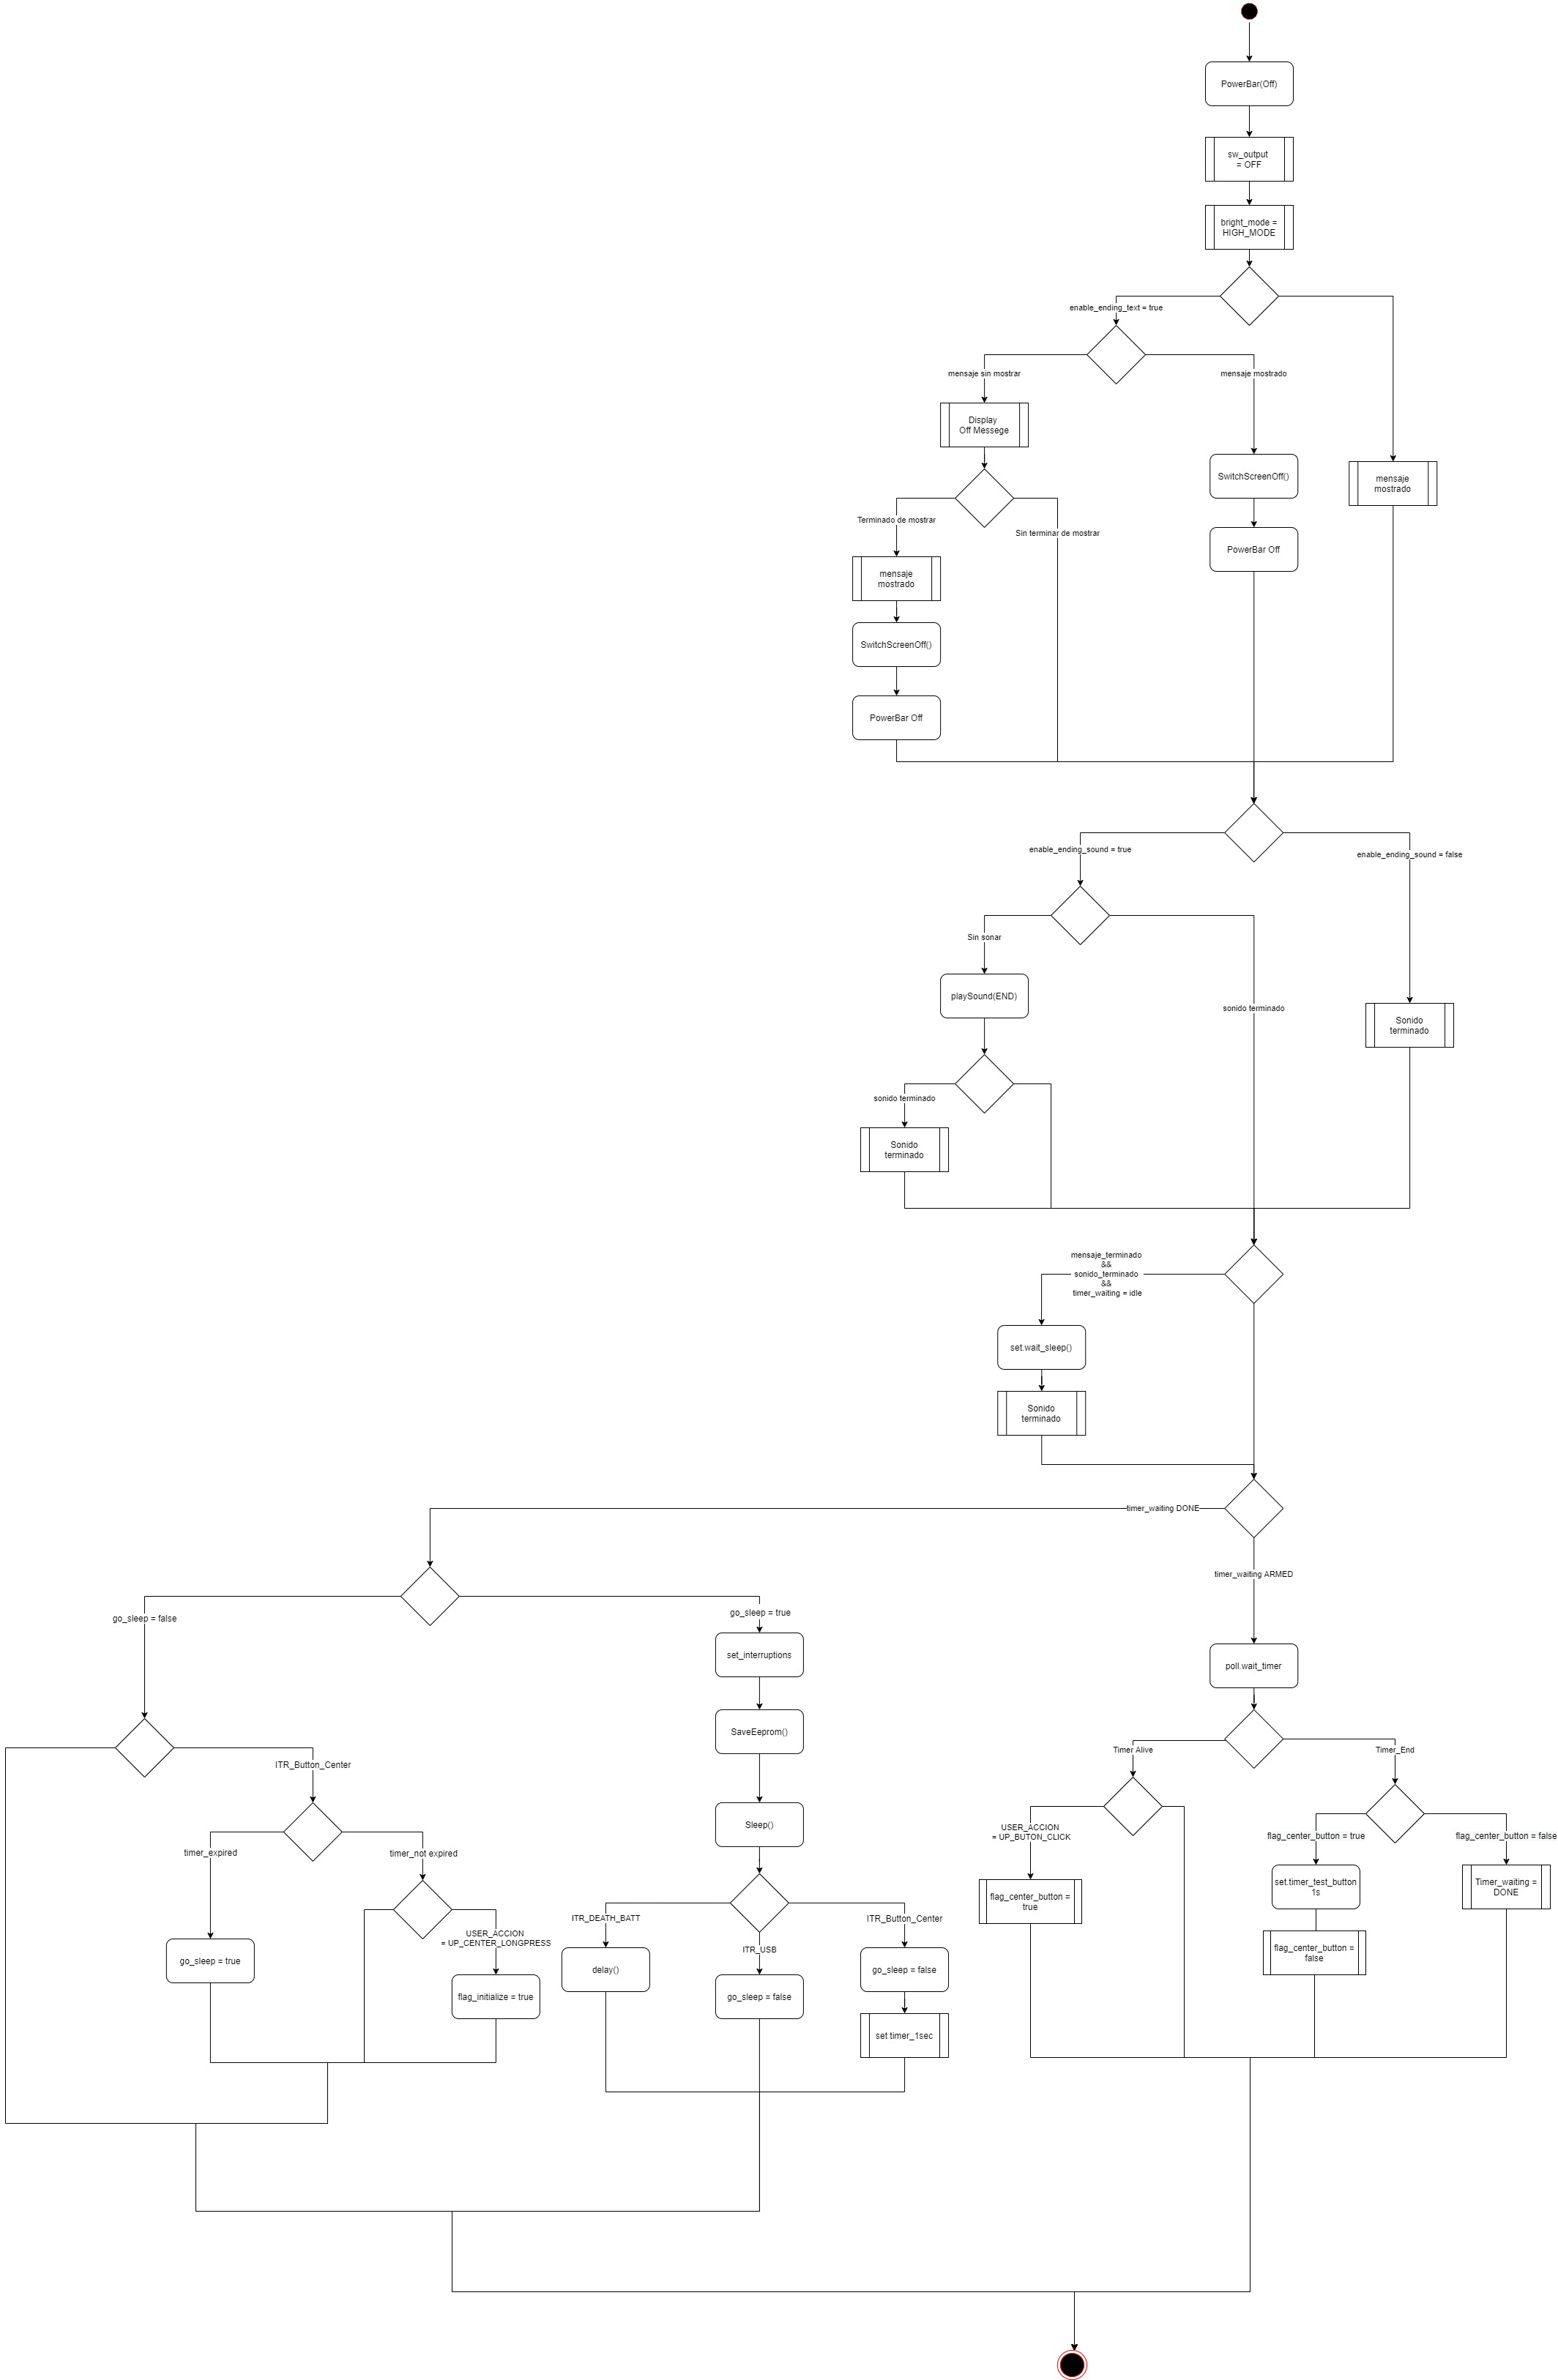 PowerBar(Off)
sw_output
= OFF
bright_mode =
HIGH_MODE
enable_ending_text = true
mensaje sin mostrar
mensaje mostrado
Display
Off Messege
SwitchScreenOff()
mensaje
mostrado
Terminado de mostrar
Sin terminar de mostrar
PowerBar Off
mensaje
mostrado
SwitchScreenOff()
PowerBar Off
enable_ending_sound = true
enable_ending_sound = false
Sin sonar
playSound(END)
sonido terminado
Sonido
terminado
sonido terminado
Sonido
terminado
mensaje_terminado
&&
sonido_terminado
&&
timer_waiting = idle
set.wait_sleep()
Sonido
terminado
timer_waiting DONE
timer_waiting ARMED
go_sleep = false
go_sleep = true
set_interruptions
poll.wait_timer
SaveEeprom()
ITR_Button_Center
Timer Alive
Timer_End
Sleep()
timer_expired
timer_not expired
USER_ACCION
= UP_BUTON_CLICK
flag_center_button = true
flag_center_button = false
set.timer_test_button
1s
Timer_waiting =
DONE
flag_center_button =
true
ITR_DEATH_BATT
ITR_USB
ITR_Button_Center
USER_ACCION
= UP_CENTER_LONGPRESS
flag_center_button =
false
go_sleep = true
delay()
go_sleep = false
flag_initialize = true
go_sleep = false
set timer_1sec